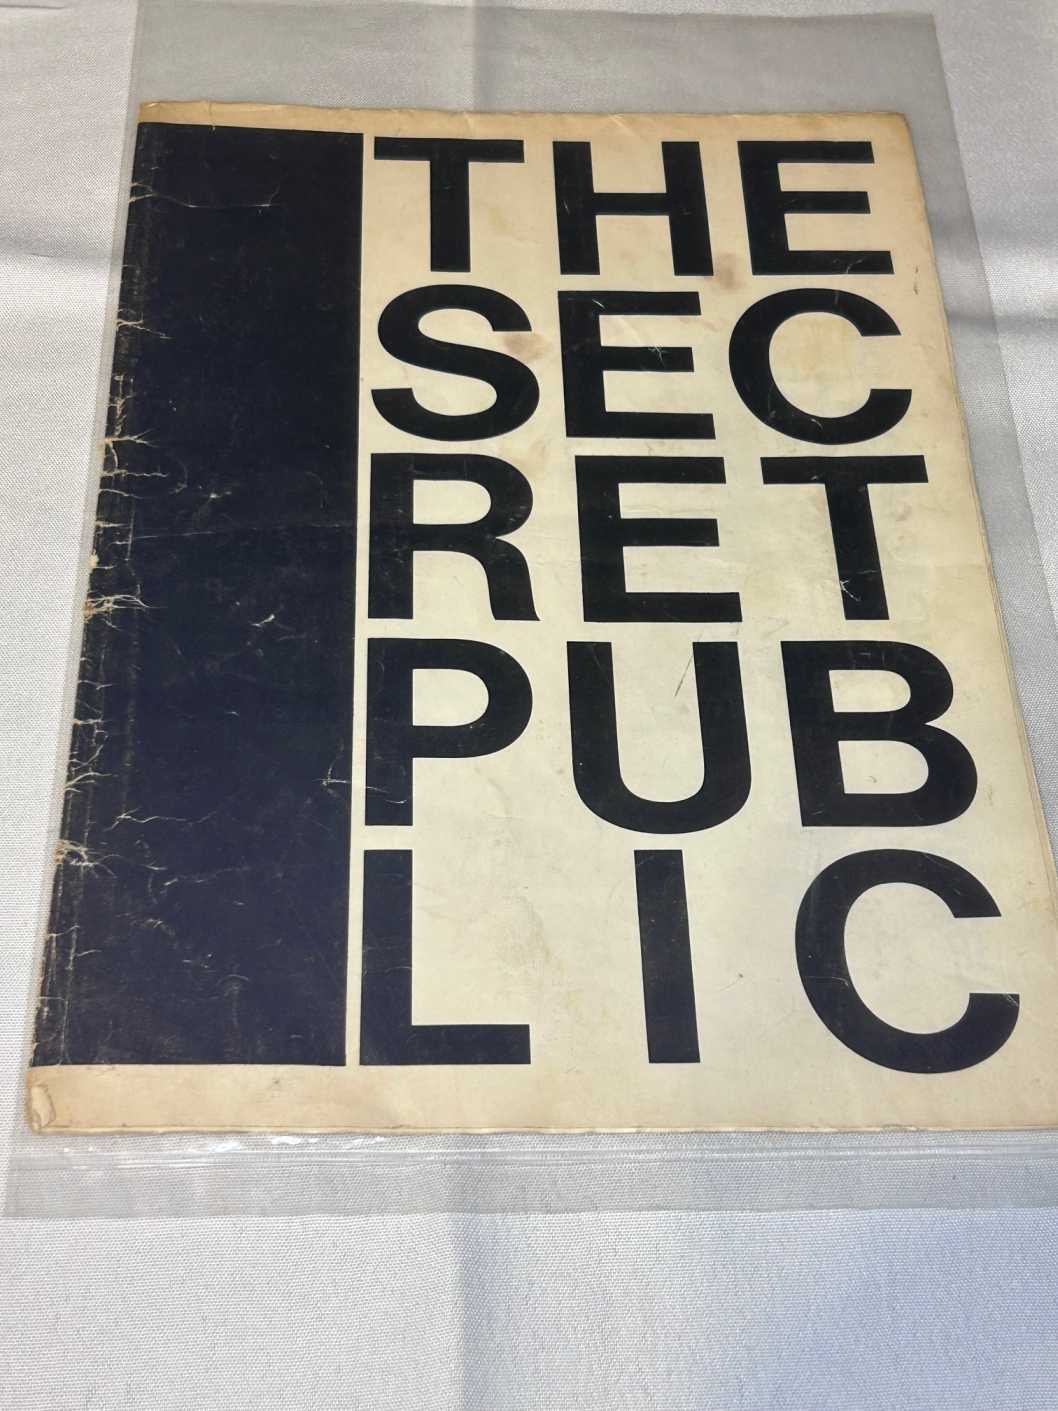 THE
SEC
RET
PUB
LIC